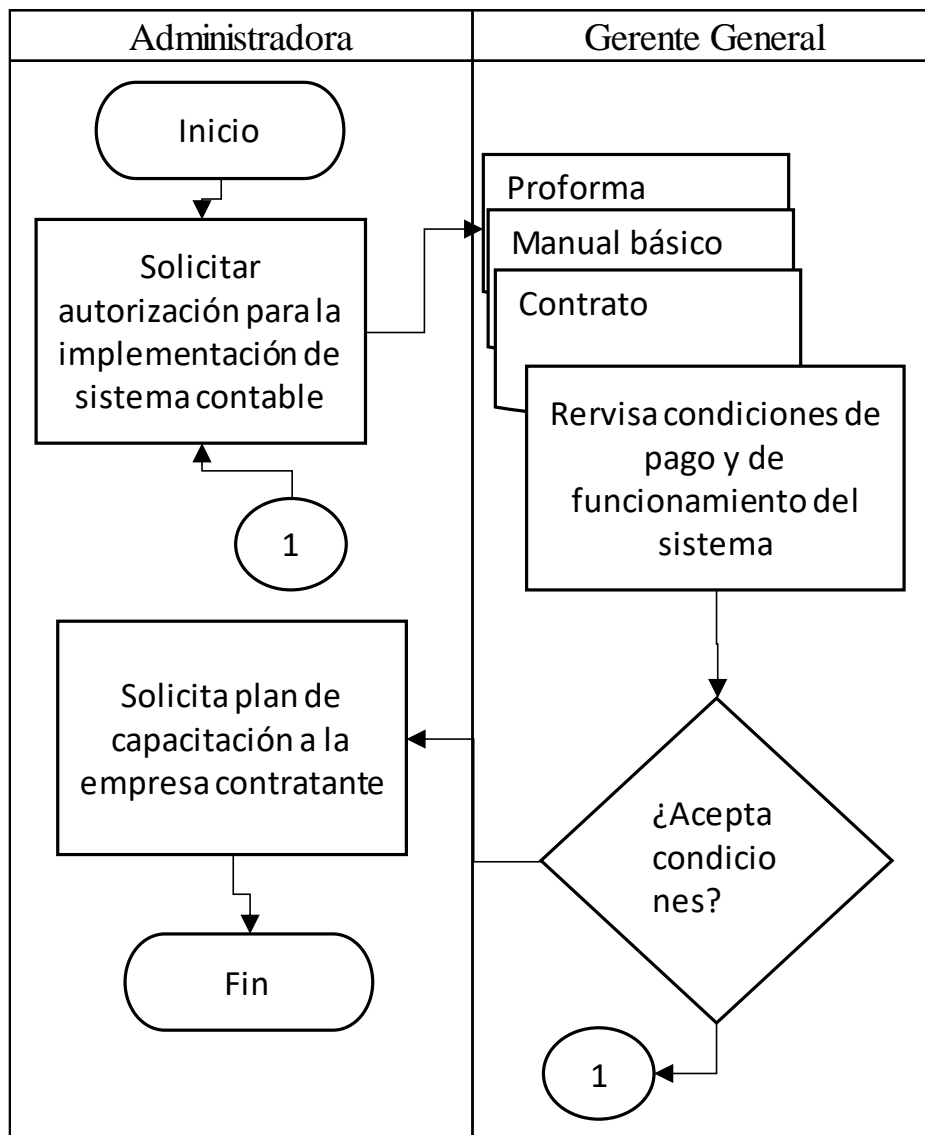 Administradora
Gerente General
Inicio
Solicitar
autorización para la
implementación de
sistema contable
1
Proforma
Manual básico
Contrato
Rervisa condiciones de
pago y de
funcionamiento del
sistema
Solicita plan de
capacitación a la
empresa contratante
¿Acepta
condicio
nes?
Fin
1